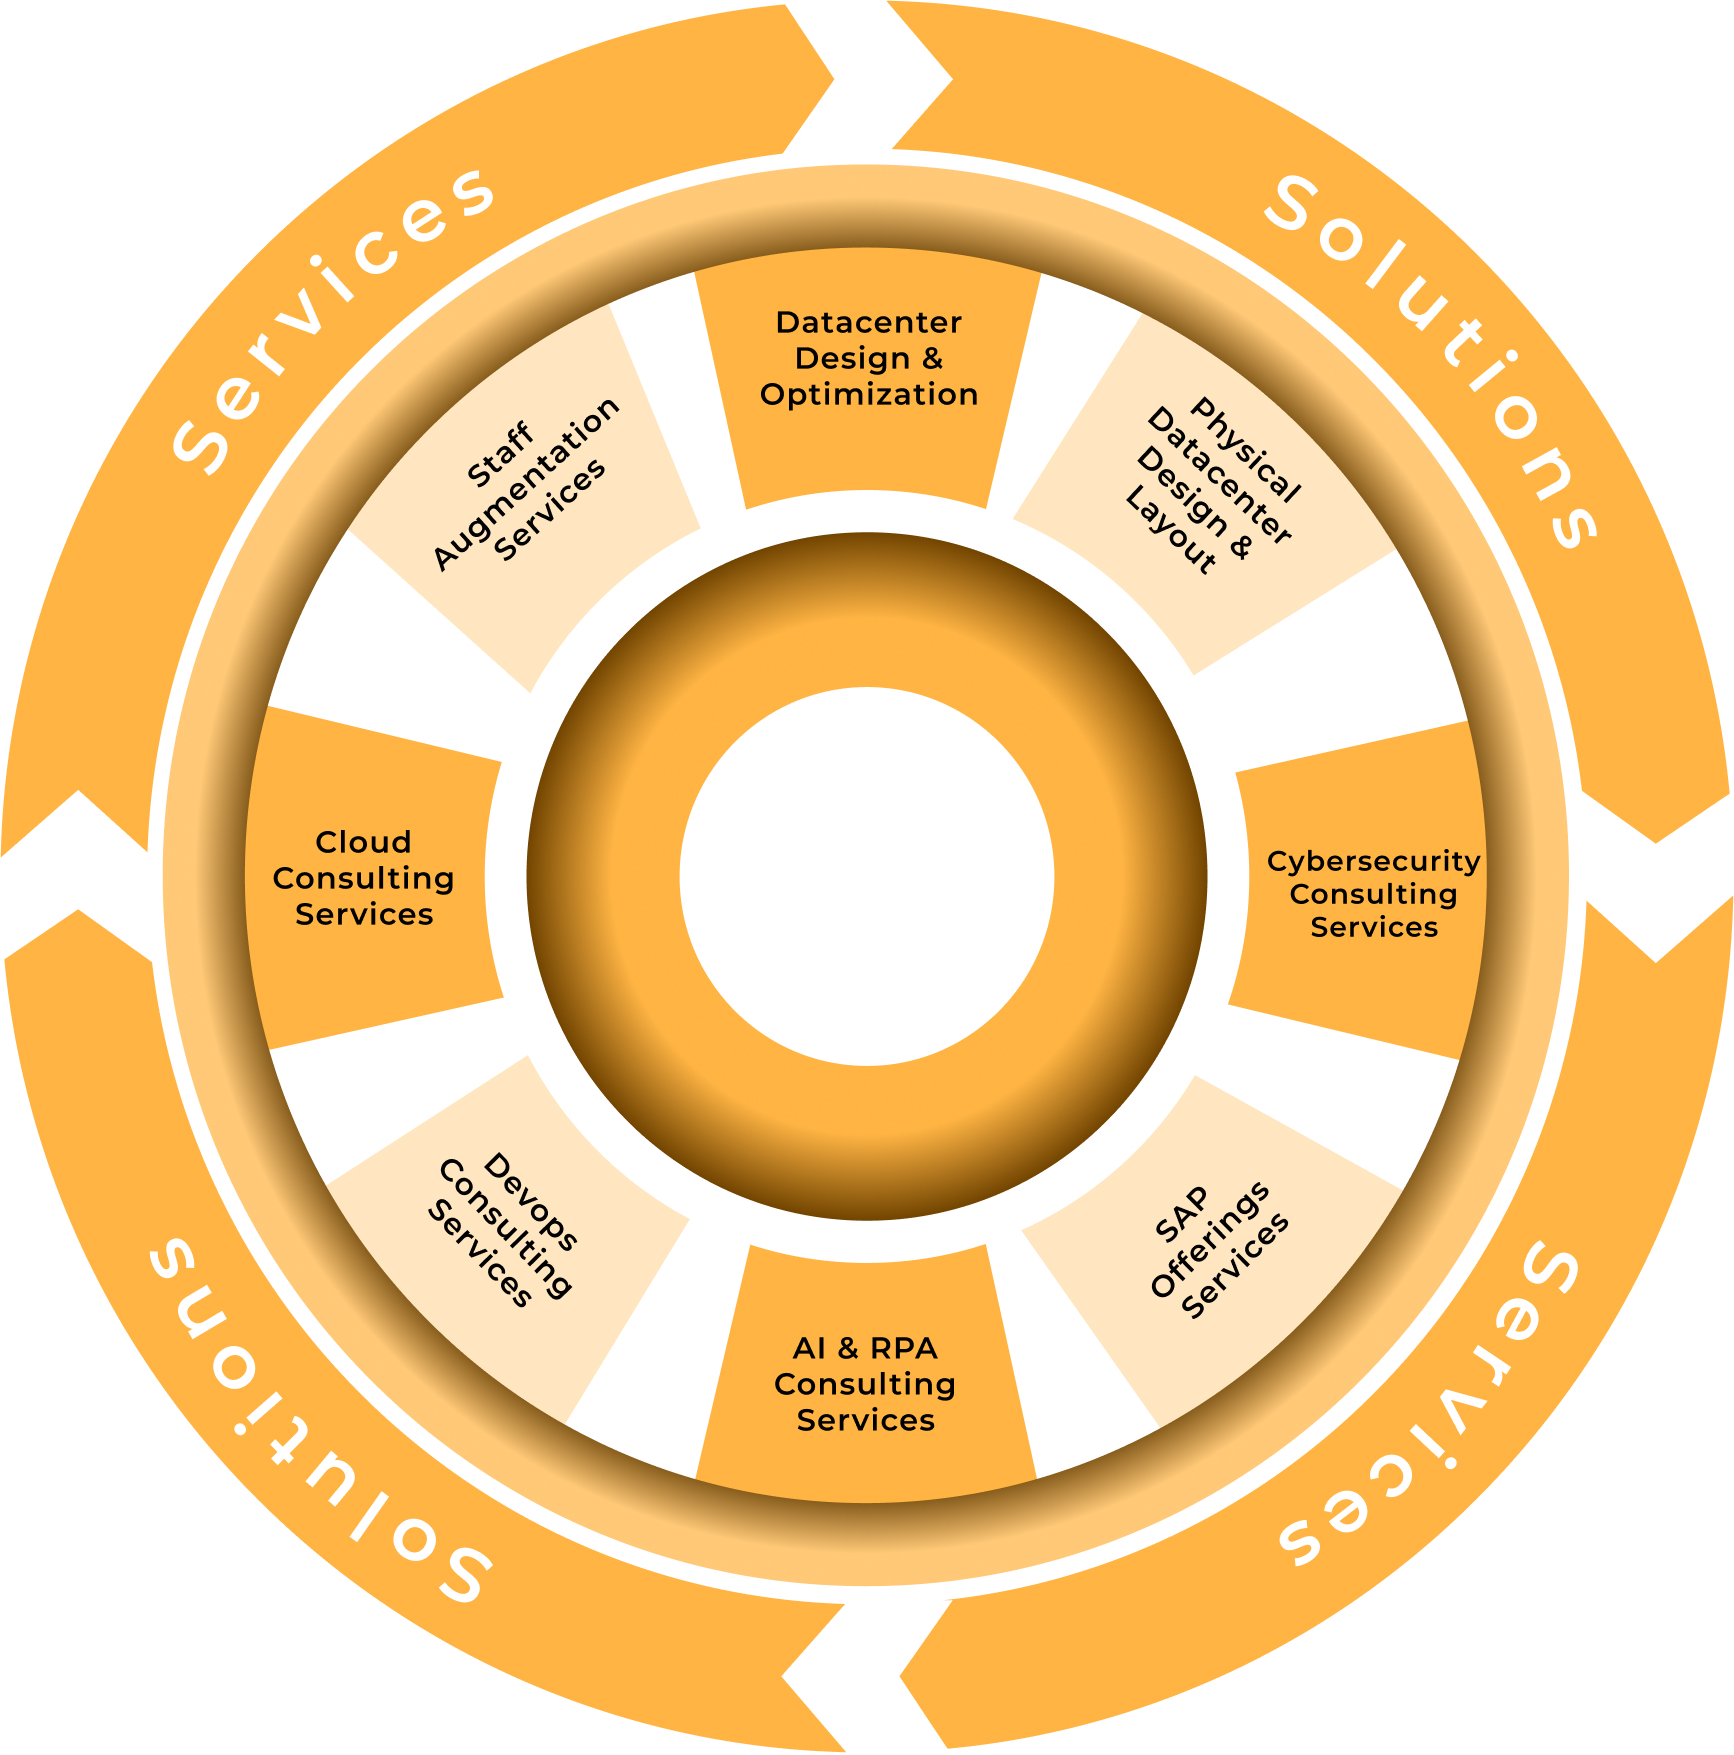 Services
Solutions
Datacenter
Design &
Optimization
Physical
Datacenter
Design &
Layout
Cybersecurity
Consulting
Services
SAP
Offerings
Services
AI & RPA
Consulting
Services
Devops
Consulting
Services
Cloud
Consulting
Services
Staff
Augmentation
Services
Services
Solutions